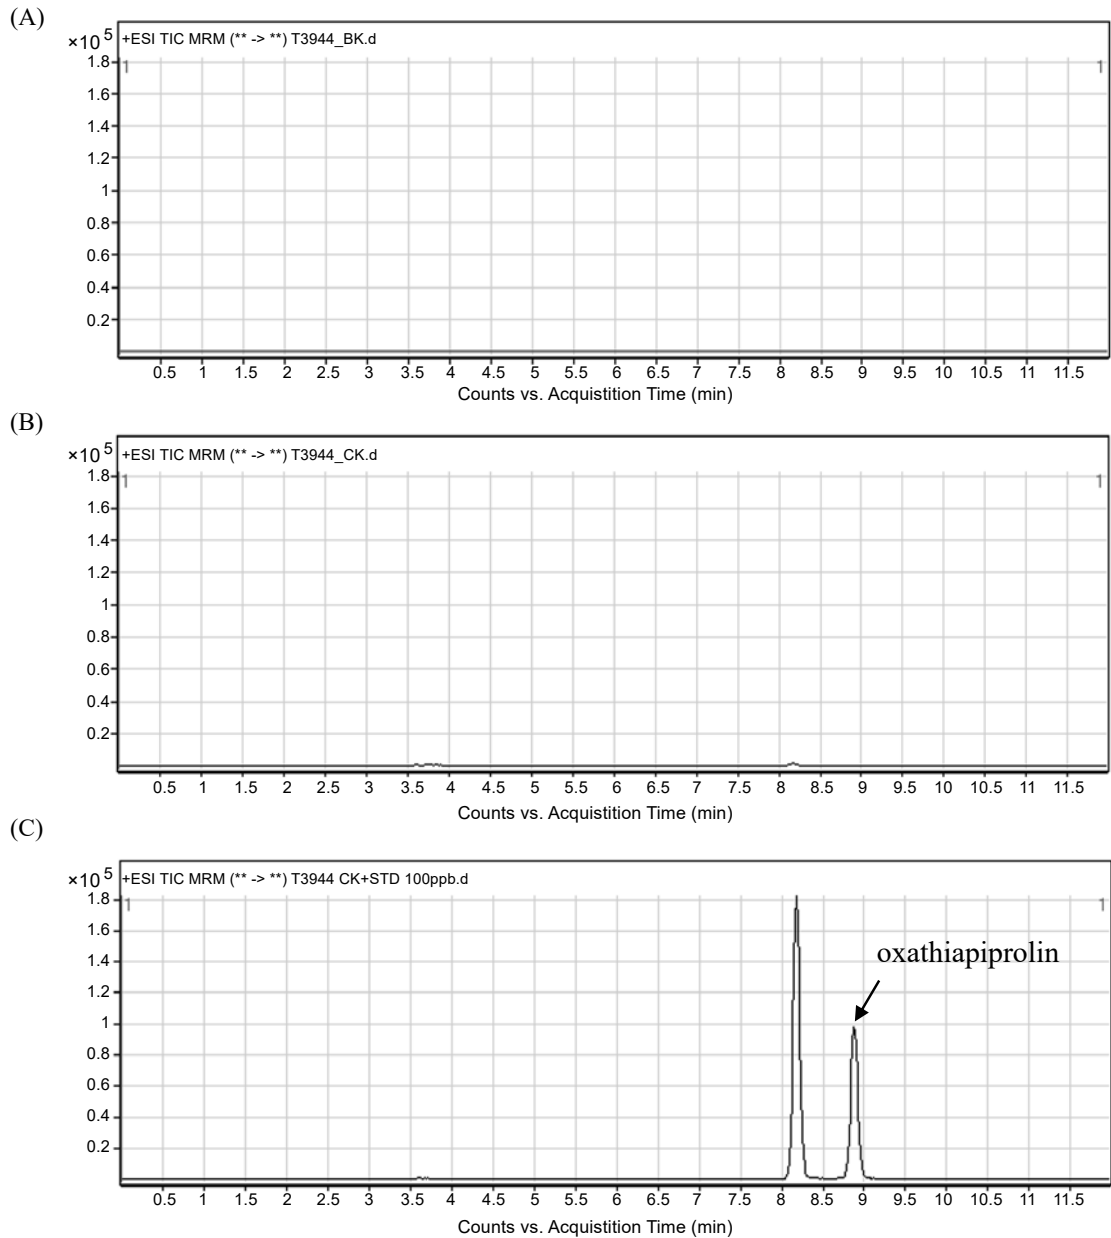 (A)
×10 5 +ESI TIC MRM (** -> **) T3944_BK.d
1.8 1 1
1.6
1.4
1.2
1
0.8
0.6
0.4
0.2
0.5 1 1.5 2 2.5 3 3.5 4 4.5 5 5.5 6 6.5 7 7.5 8 8.5 9 9.5 10 10.5 11 11.5
Counts vs. Acquistition Time (min)
(B)
×10 5 +ESI TIC MRM (** -> **) T3944_CK.d
1.8 1 1
1.6
1.4
1.2
1
0.8
0.6
0.4
0.2
0.5 1 1.5 2 2.5 3 3.5 4 4.5 5 5.5 6 6.5 7 7.5 8 8.5 9 9.5 10 10.5 11 11.5
Counts vs. Acquistition Time (min)
(C)
×10 5 +ESI TIC MRM (** -> **) T3944 CK+STD 100ppb.d
1.8 1 1
1.6
oxathiapiprolin
1.4
1.2
1
0.8
0.6
0.4
0.2
0.5 1 1.5 2 2.5 3 3.5 4 4.5 5 5.5 6 6.5 7 7.5 8 8.5 9 9.5 10 10.5 11 11.5
Counts vs. Acquistition Time (min)